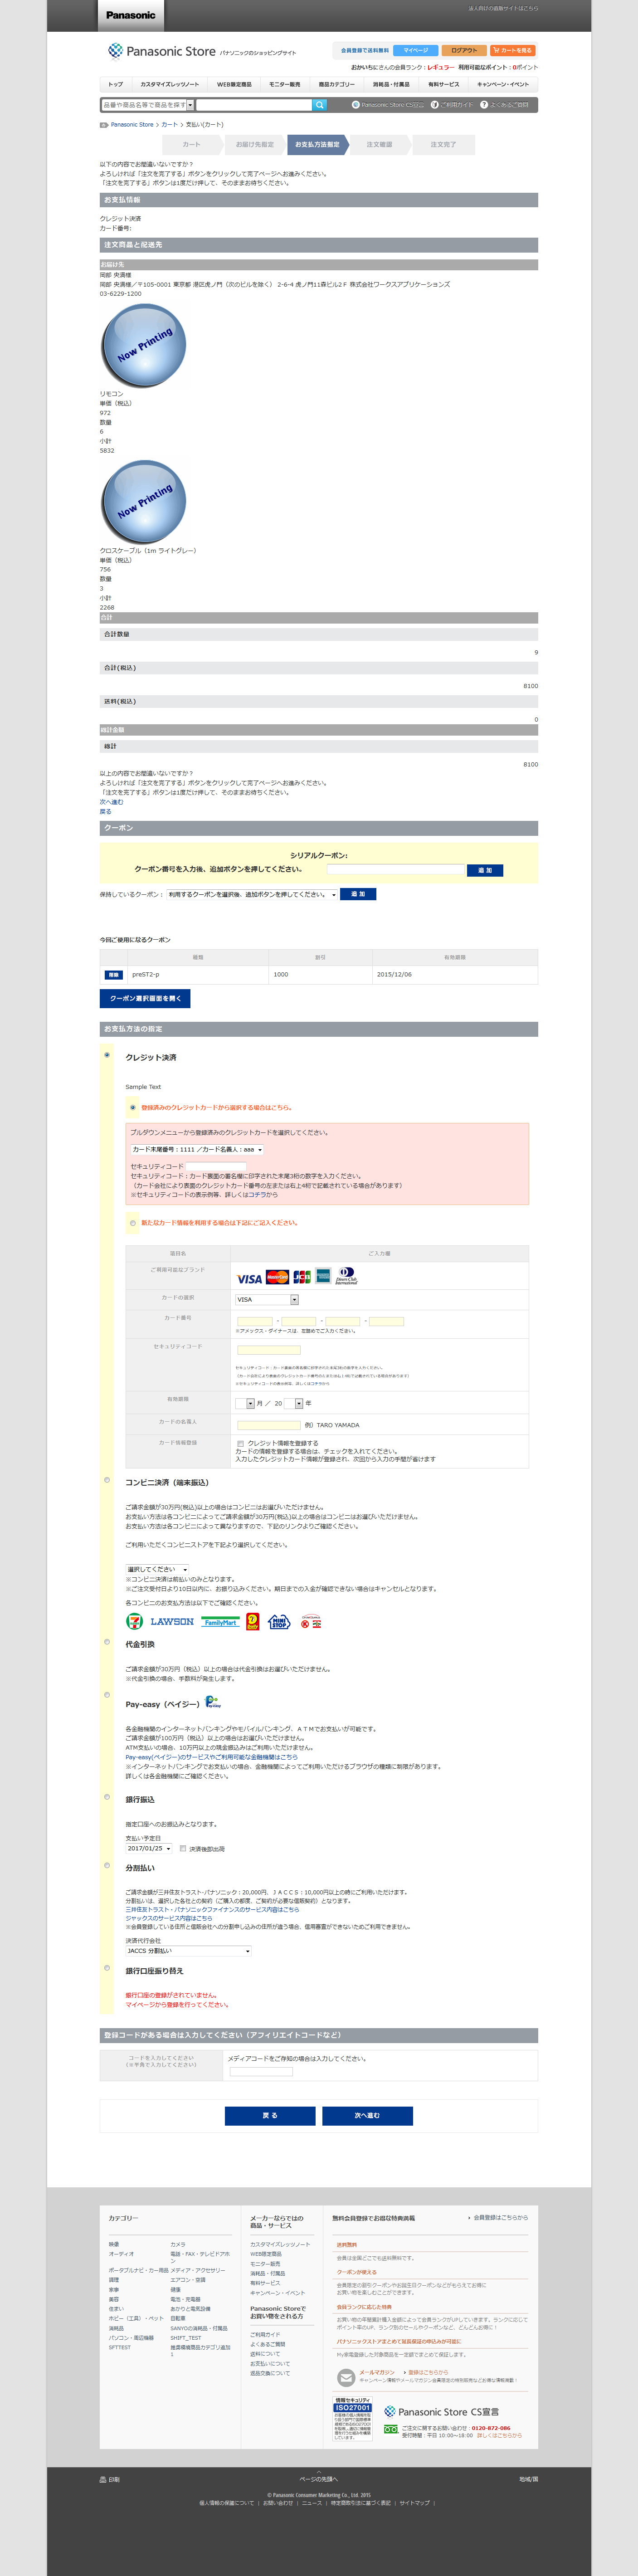 Panasonic
法人向けの直販サイトはこちら
Panasonic Store パナソニックのショッピングサイト
会員登録で送料無料 マイページ ログアウト カートを見る
おかいちにさんの会員ランク：レギュラー 利用可能なポイント：0ポイント
トップ カスタマイズレッツノート WEB限定商品 モニター販売 商品カテゴリー 消耗品・付属品 有料サービス キャンペーン・イベント
品番や商品名等で商品を探す Panasonic Store CS宣言 ご利用ガイド よくあるご質問
Panasonic Store > カート > 支払い(カート)
カート お届け先指定 お支払方法指定 注文確認 注文完了
以下の内容でお間違いないですか？
よろしければ「注文を完了する」ボタンをクリックして完了ページへお進みください。
「注文を完了する」ボタンは1度だけ押して、そのままお待ちください。
お支払情報
クレジット決済
カード番号:
注文商品と配送先
お届け先
岡部 央満様
岡部 央満様／〒105-0001 東京都 港区虎ノ門（次のビルを除く） 2-6-4 虎ノ門11森ビル2Ｆ 株式会社ワークスアプリケーションズ
03-6229-1200
Now Printing
リモコン
単価（税込）
972
数量
6
小計
5832
Now Printing
クロスケーブル（1m ライトグレー）
単価（税込）
756
数量
3
小計
2268
合計
合計数量
9
合計(税込)
8100
送料(税込)
0
総計金額
総計
8100
以上の内容でお間違いないですか？
よろしければ「注文を完了する」ボタンをクリックして完了ページへお進みください。
「注文を完了する」ボタンは1度だけ押して、そのままお待ちください。
次へ進む
戻る
クーポン
シリアルクーポン:
クーポン番号を入力後、追加ボタンを押してください。 追 加
保持しているクーポン： 利用するクーポンを選択後、追加ボタンを押してください。 追 加
今回ご使用になるクーポン
種類 割引 有効期限
削除 preST2-p 1000 2015/12/06
クーポン選択画面を開く
お支払方法の指定
クレジット決済
Sample Text
登録済みのクレジットカードから選択する場合はこちら。
プルダウンメニューから登録済みのクレジットカードを選択してください。
カード末尾番号：1111 ／カード名義人：aaa
セキュリティコード
セキュリティコード：カード裏面の署名欄に印字された末尾3桁の数字を入力ください。
（カード会社により表面のクレジットカード番号の左または右上4桁で記載されている場合があります）
※セキュリティコードの表示例等、詳しくはコチラから
新たなカード情報を利用する場合は下記にご記入ください。
項目名 ご入力欄
ご利用可能なブランド VISA MasterCard JCB Diners Club International
カードの選択 VISA
カード番号 - - -
※アメックス・ダイナースは、左詰めでご入力ください。
セキュリティコード
セキュリティコード：カード裏面の署名欄に印字された末尾3桁の数字を入力ください。
（カード会社により表面のクレジットカード番号の左または右上4桁で記載されている場合があります）
※セキュリティコードの表示例等、詳しくはコチラから
有効期限 月 ／ 20 年
カードの名義人 例）TARO YAMADA
カード情報登録 クレジット情報を登録する
カードの情報を登録する場合は、チェックを入れてください。
入力したクレジットカード情報が登録され、次回から入力の手間が省けます
コンビニ決済（端末振込）
ご請求金額が30万円(税込)以上の場合はコンビニはお選びいただけません。
お支払い方法は各コンビニによってご請求金額が30万円(税込)以上の場合はコンビニはお選びいただけません。
お支払い方法は各コンビニによって異なりますので、下記のリンクよりご確認ください。
ご利用いただくコンビニストアを下記より選択してください。
選択してください
※コンビニ決済は前払いのみとなります。
※ご注文受付日より10日以内に、お振り込みください。期日までの入金が確認できない場合はキャンセルとなります。
各コンビニのお支払方法は以下でご確認ください。
LAWSON FamilyMart MINI STOP
代金引換
ご請求金額が30万円（税込）以上の場合は代金引換はお選びいただけません。
※代金引換の場合、手数料が発生します。
Pay-easy（ペイジー）
各金融機関のインターネットバンキングやモバイルバンキング、ＡＴＭでお支払いが可能です。
ご請求金額が100万円（税込）以上の場合はお選びいただけません。
ATM支払いの場合、10万円以上の現金振込みはご利用いただけません。
Pay-easy(ペイジー)のサービスやご利用可能な金融機関はこちら
※インターネットバンキングでお支払いの場合、金融機関によってご利用いただけるブラウザの種類に制限があります。
詳しくは各金融機関にご確認ください。
銀行振込
指定口座へのお振込みとなります。
支払い予定日
2017/01/25 決済後即出荷
分割払い
ご請求金額が三井住友トラスト・パナソニック：20,000円、ＪＡＣＣＳ：10,000円以上の時にご利用いただけます。
分割払いは、選択した各社との契約（ご購入の都度、ご契約が必要な信販契約）となります。
三井住友トラスト・パナソニックファイナンスのサービス内容はこちら
ジャックスのサービス内容はこちら
※会員登録している住所と信販会社への分割申し込みの住所が違う場合、信用審査ができないためご利用できません。
決済代行会社
JACCS 分割払い
銀行口座振り替え
銀行口座の登録がされていません。
マイページから登録を行ってください。
登録コードがある場合は入力してください（アフィリエイトコードなど）
コードを入力してください
（※半角で入力してください）
メディアコードをご存知の場合は入力してください。
戻 る 次へ進む
カテゴリー
映像 カメラ
オーディオ 電話・FAX・テレビドアホン
ポータブルナビ・カー用品 メディア・アクセサリー
調理 エアコン・空調
家事 健康
美容 電池・充電器
住まい あかりと電気設備
ホビー（工具）・ペット 自転車
消耗品 SANYOの消耗品・付属品
パソコン・周辺機器 SHIFT_TEST
SFTTEST 推奨環境商品カテゴリ追加1
メーカーならではの
商品・サービス
カスタマイズレッツノート
WEB限定商品
モニター販売
消耗品・付属品
有料サービス
キャンペーン・イベント
Panasonic Storeで
お買い物をされる方
ご利用ガイド
よくあるご質問
送料について
お支払いについて
返品交換について
無料会員登録でお得な特典満載 会員登録はこちらから
送料無料
会員は全国どこでも送料無料です。
クーポンが使える
会員限定の割引クーポンやお誕生日クーポンなどがもらえてお得に
お買い物を楽しむことができます。
会員ランクに応じた特典
お買い物の年間累計購入金額によって会員ランクがUPしていきます。ランクに応じて
ポイント率のUP、ランク別のセールやクーポンなど、どんどんお得に！
パナソニックストアまとめて延長保証の申込みが可能に
My家電登録した対象商品を一定額でまとめて保証します。
メールマガジン 登録はこちらから
キャンペーン情報やメールマガジン会員限定の特別販売などお得な情報満載！
情報セキュリティ
ISO27001
Panasonic Store CS宣言
ご注文に関するお問い合わせ：0120-872-086
受付時間：平日 10:00～18:00 詳しくはこちらから
印刷 ページの先頭へ 地域/国
© Panasonic Consumer Marketing Co., Ltd. 2015
個人情報の保護について | お問い合わせ | ニュース | 特定商取引法に基づく表記 | サイトマップ |